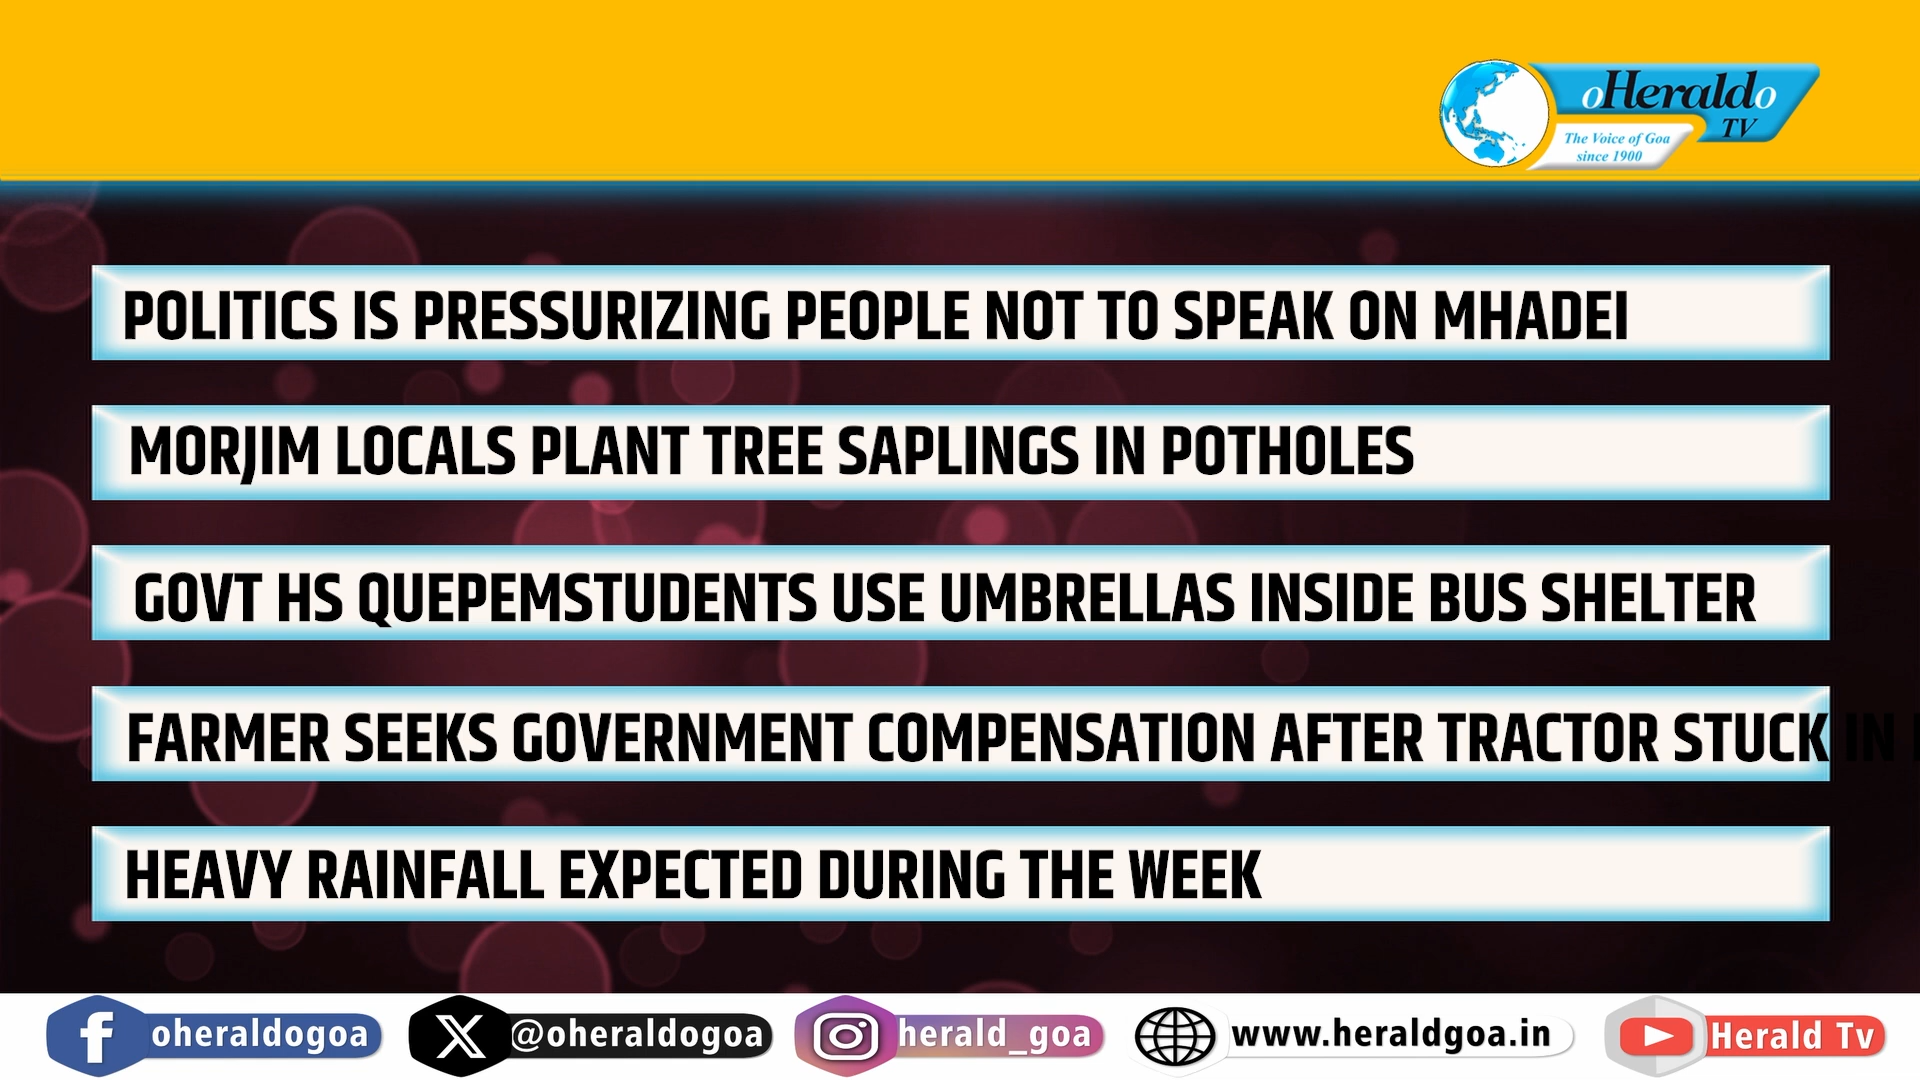 oHeraldo
TV
The Voice of Goa
since 1900
POLITICS IS PRESSURIZING PEOPLE NOT TO SPEAK ON MHADEI
MORJIM LOCALS PLANT TREE SAPLINGS IN POTHOLES
GOVT HS QUEPEMSTUDENTS USE UMBRELLAS INSIDE BUS SHELTER
FARMER SEEKS GOVERNMENT COMPENSATION AFTER TRACTOR STUCK IN
HEAVY RAINFALL EXPECTED DURING THE WEEK
oheraldogoa
@oheraldogoa
herald_goa
www.heraldgoa.in
Herald Tv